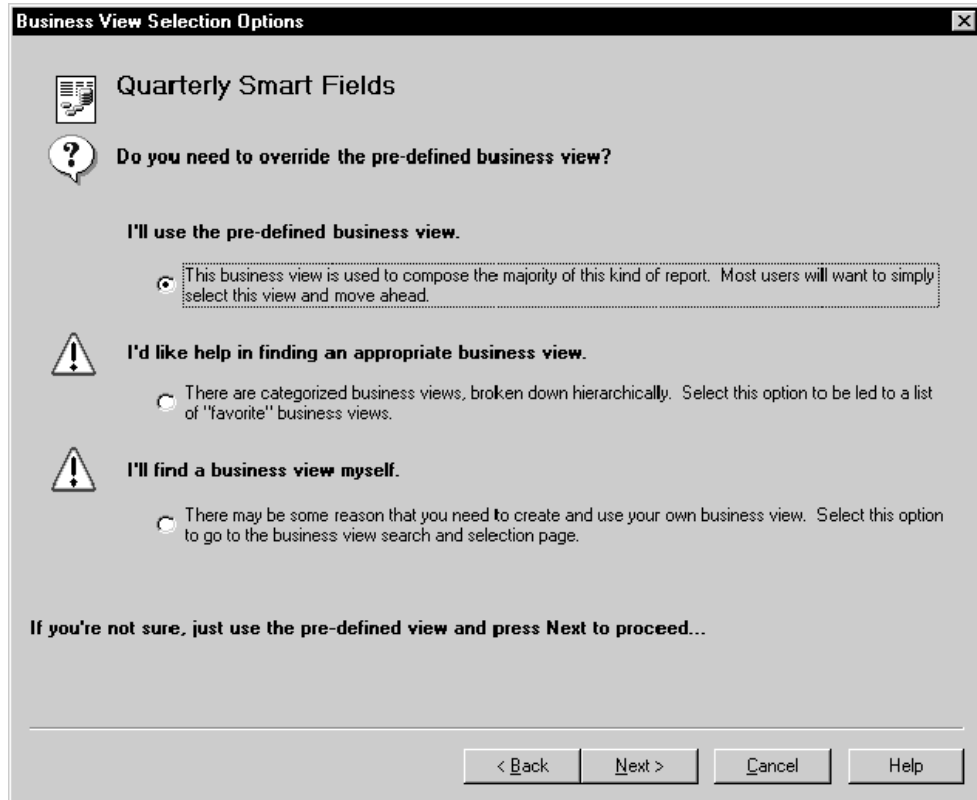 Business View Selection Options
Quarterly Smart Fields
Do you need to override the pre-defined business view?
I'll use the pre-defined business view.
This business view is used to compose the majority of this kind of report. Most users will want to simply
select this view and move ahead.
I'd like help in finding an appropriate business view.
There are categorized business views, broken down hierarchically. Select this option to be led to a list
of "favorite" business views.
I'll find a business view myself.
There may be some reason that you need to create and use your own business view. Select this option
to go to the business view search and selection page.
If you're not sure, just use the pre-defined view and press Next to proceed...
< Back Next > Cancel Help